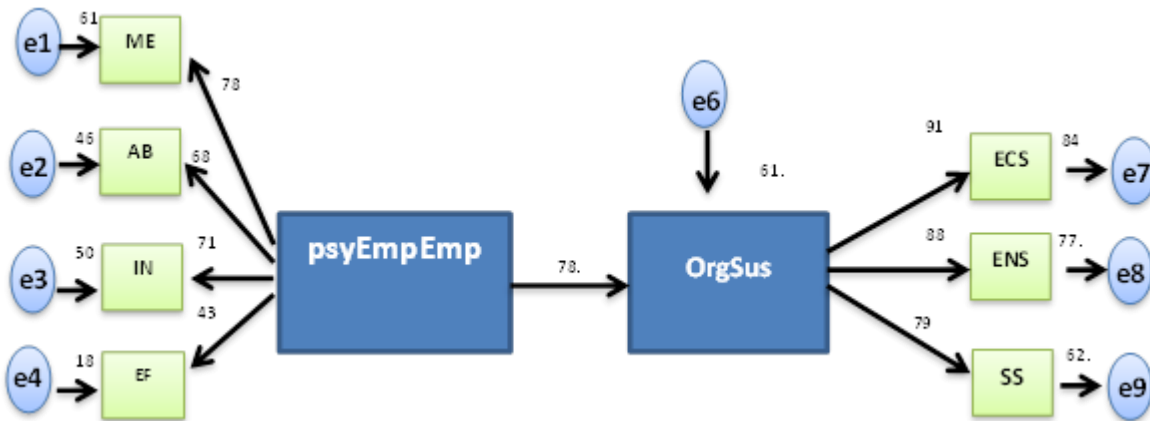 e1
61
ME
78
e2
46
AB
68
e3
50
IN
71
e4
18
EF
43
psyEmpEmp
78.
e6
61.
OrgSus
91
ECS
84
e7
88
ENS
77.
e8
79
SS
62.
e9